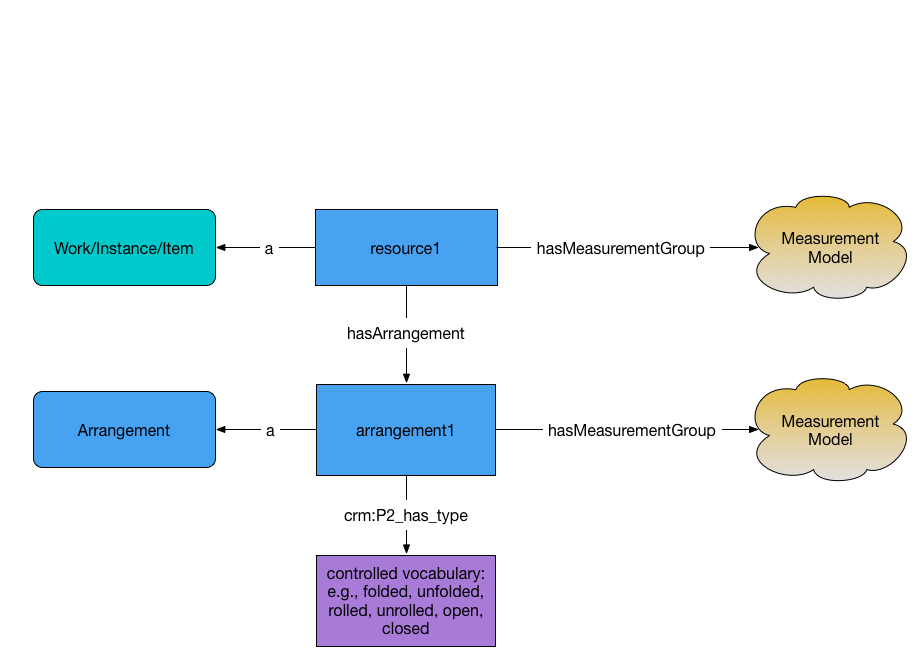 Work/Instance/Item
a
resource1
hasMeasurementGroup
Measurement
Model
hasArrangement
Arrangement
a
arrangement1
hasMeasurementGroup
Measurement
Model
crm:P2_has_type
controlled vocabulary:
e.g., folded, unfolded,
rolled, unrolled, open,
closed